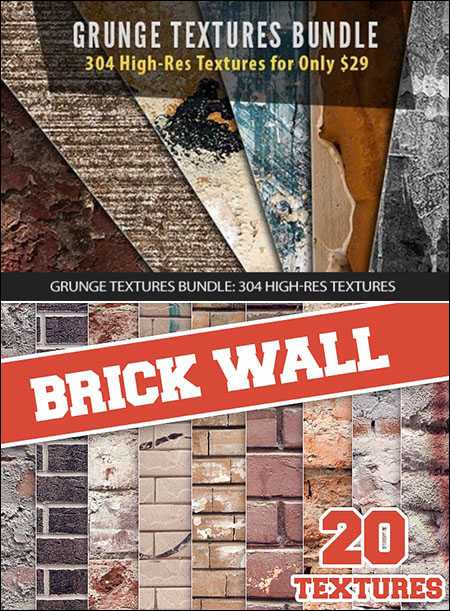 GRUNGE TEXTURES BUNDLE
304 High-Res Textures for Only $29
GRUNGE TEXTURES BUNDLE: 304 HIGH-RES TEXTURES
BRICK WALL
20
TEXTURES